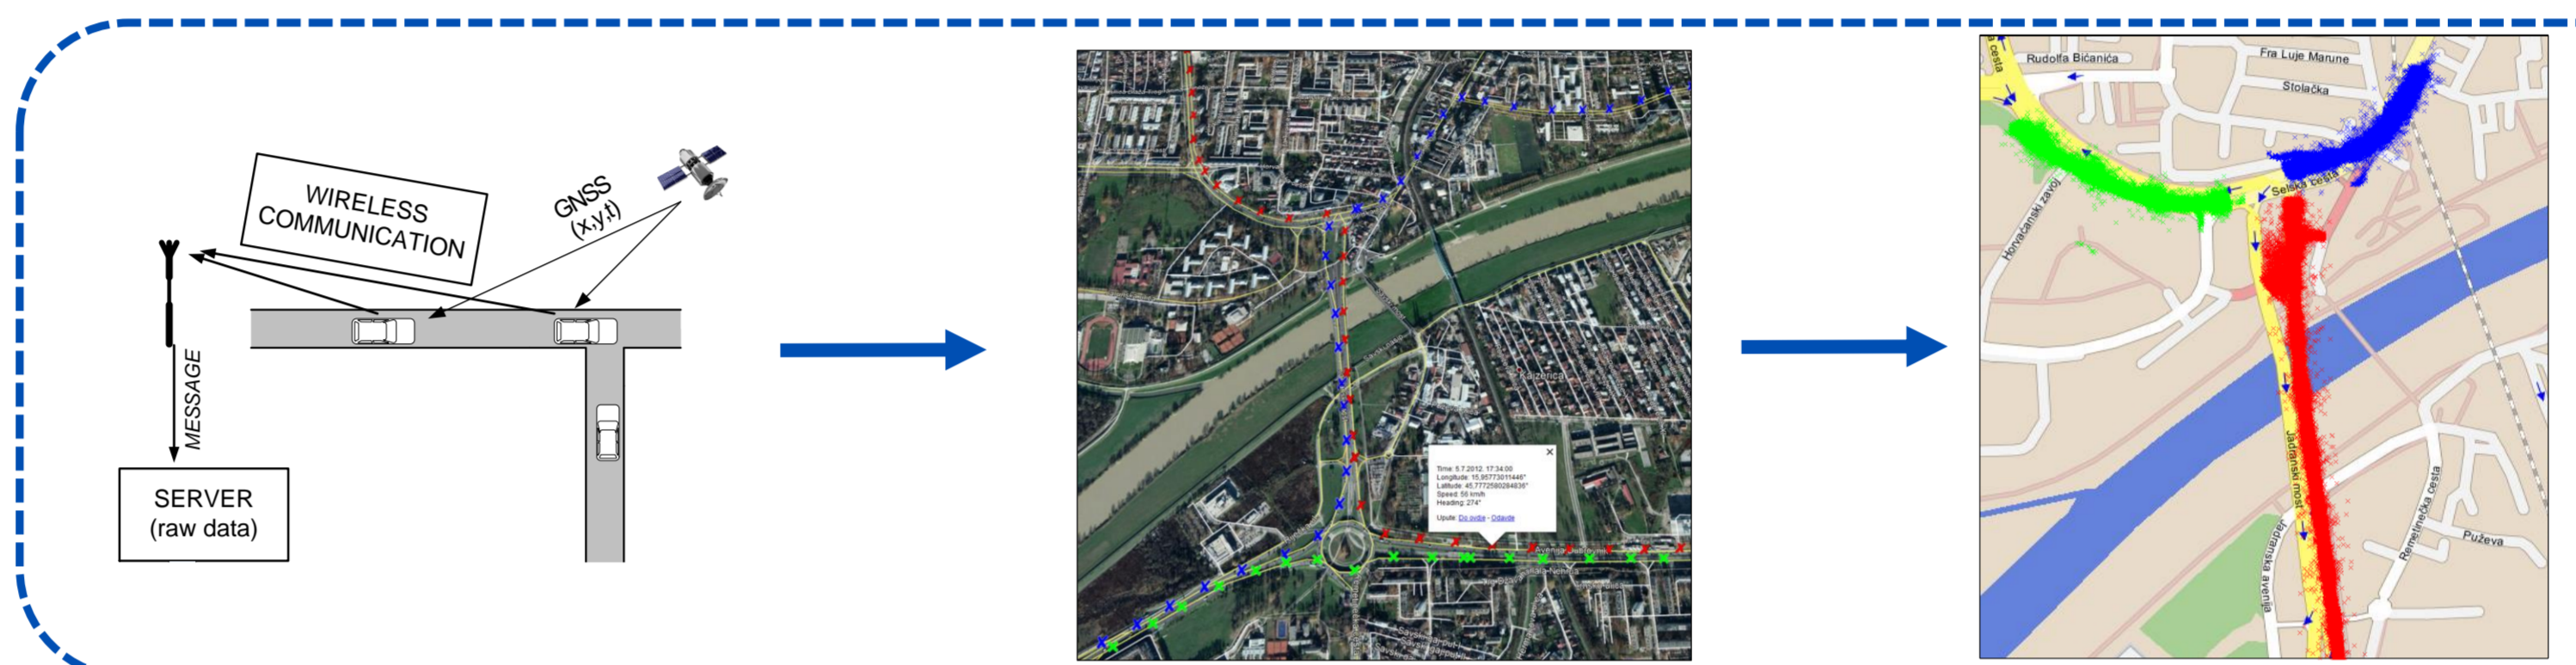 WIRELESS
COMMUNICATION
GNSS
(x,y,t)
MESSAGE
SERVER
(raw data)
Kajzerica
Time: 5.7.2012. 17:34:00
Longitude: 15,95773011446°
Latitude: 45,7772580284836°
Speed: 56 km/h
Heading: 274°
Upute: Do ovdje - Odavde
a cesta
Rudolfa Bićanića
Fra Luje Marune
Stolačka
Selska cesta
Horvaćanski zavoj
Jadranski most
Jadranska avenija
Remetinečka cesta
Puževa